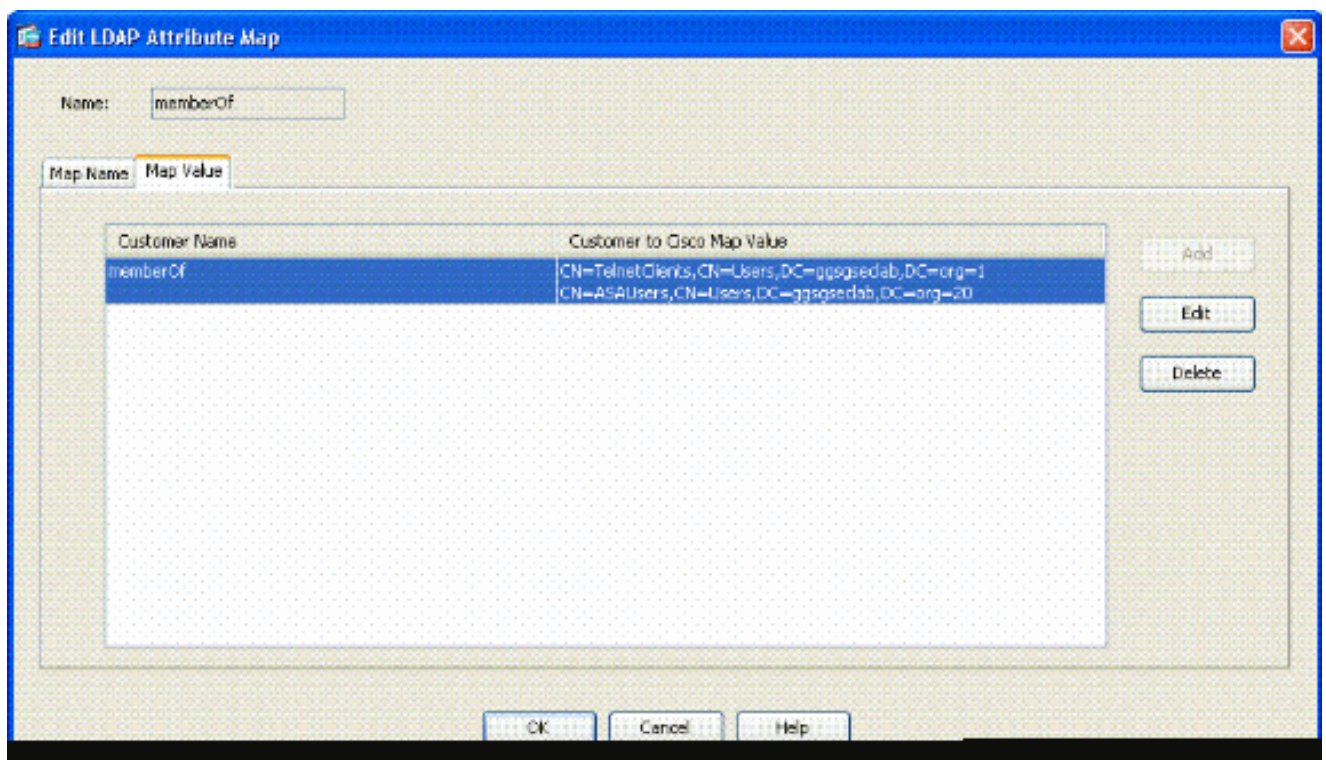 Edit LDAP Attribute Map
Name: memberOf
Map Name Map Value
Customer Name Customer to Cisco Map Value
memberOf CN=TelnetClients,CN=Users,DC=ggsgseclab,DC=org=1
CN=ASAUsers,CN=Users,DC=ggsgseclab,DC=org=20
Add
Edit
Delete
OK Cancel Help